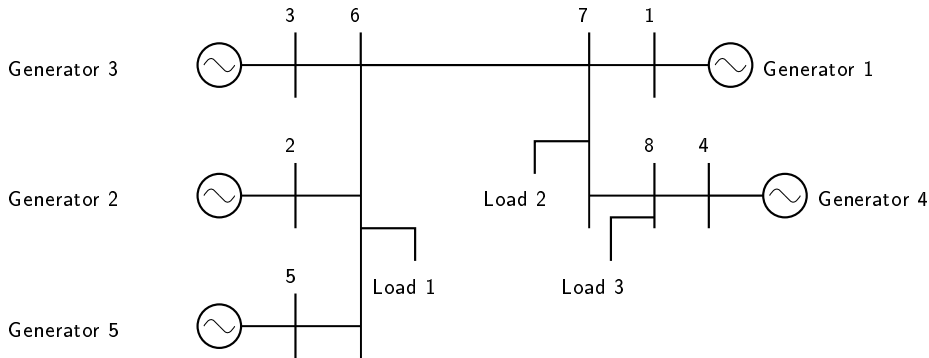 3
6
7
1
Generator 3
Generator 1
2
8
4
Generator 2
Load 2
Generator 4
Load 1
Load 3
5
Generator 5